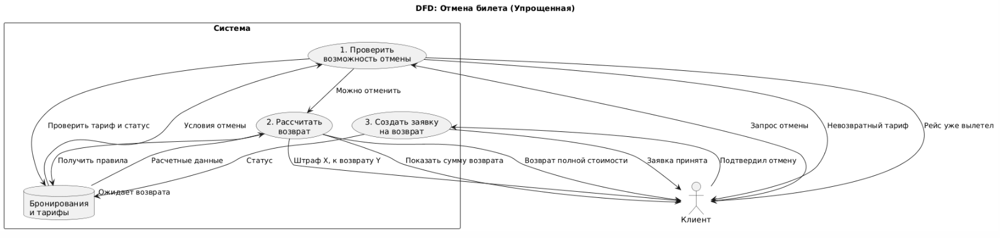 DFD: Отмена билета (Упрощенная)
Система
1. Проверить
возможность отмены
Можно отменить
2. Рассчитать
возврат
3. Создать заявку
на возврат
Проверить тариф и статус
Условия отмены
Запрос отмены
Невозвратный тариф
Рейс уже вылетел
Получить правила
Расчетные данные
Статус
Штраф X, к возврату Y
Показать сумму возврата
Возврат полной стоимости
Заявка принята
Подтвердил отмену
Ожидает возврата
Бронирования
и тарифы
Клиент